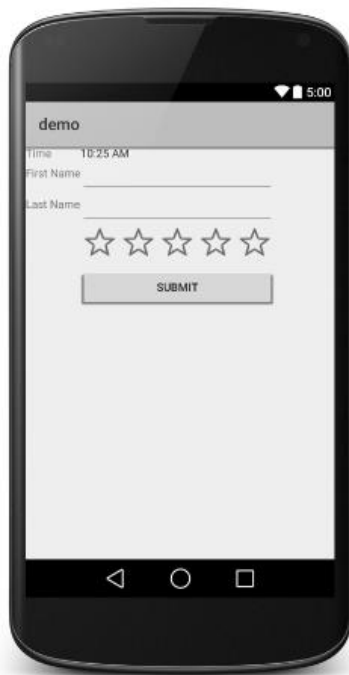 5:00
demo
Time 10:25 AM
First Name
Last Name
SUBMIT